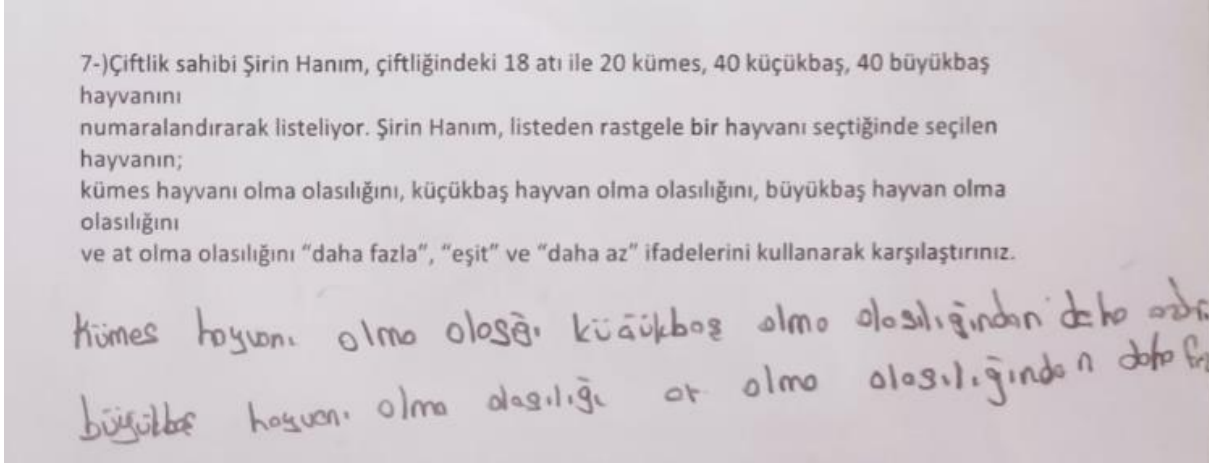 7-)Çiftlik sahibi Şirin Hanım, çiftliğindeki 18 atı ile 20 kümes, 40 küçükbaş, 40 büyükbaş
hayvanını
numaralandırarak listeliyor. Şirin Hanım, listeden rastgele bir hayvanı seçtiğinde seçilen
hayvanın;
kümes hayvanı olma olasılığını, küçükbaş hayvan olma olasılığını, büyükbaş hayvan olma
olasılığını
ve at olma olasılığını “daha fazla”, “eşit” ve “daha az” ifadelerini kullanarak karşılaştırınız.
Kümes hayvanı olma olasığı küçükbaş olma olasılığından daha
büyükbaş hayvanı olma olasılığı at olma olasılığından daha